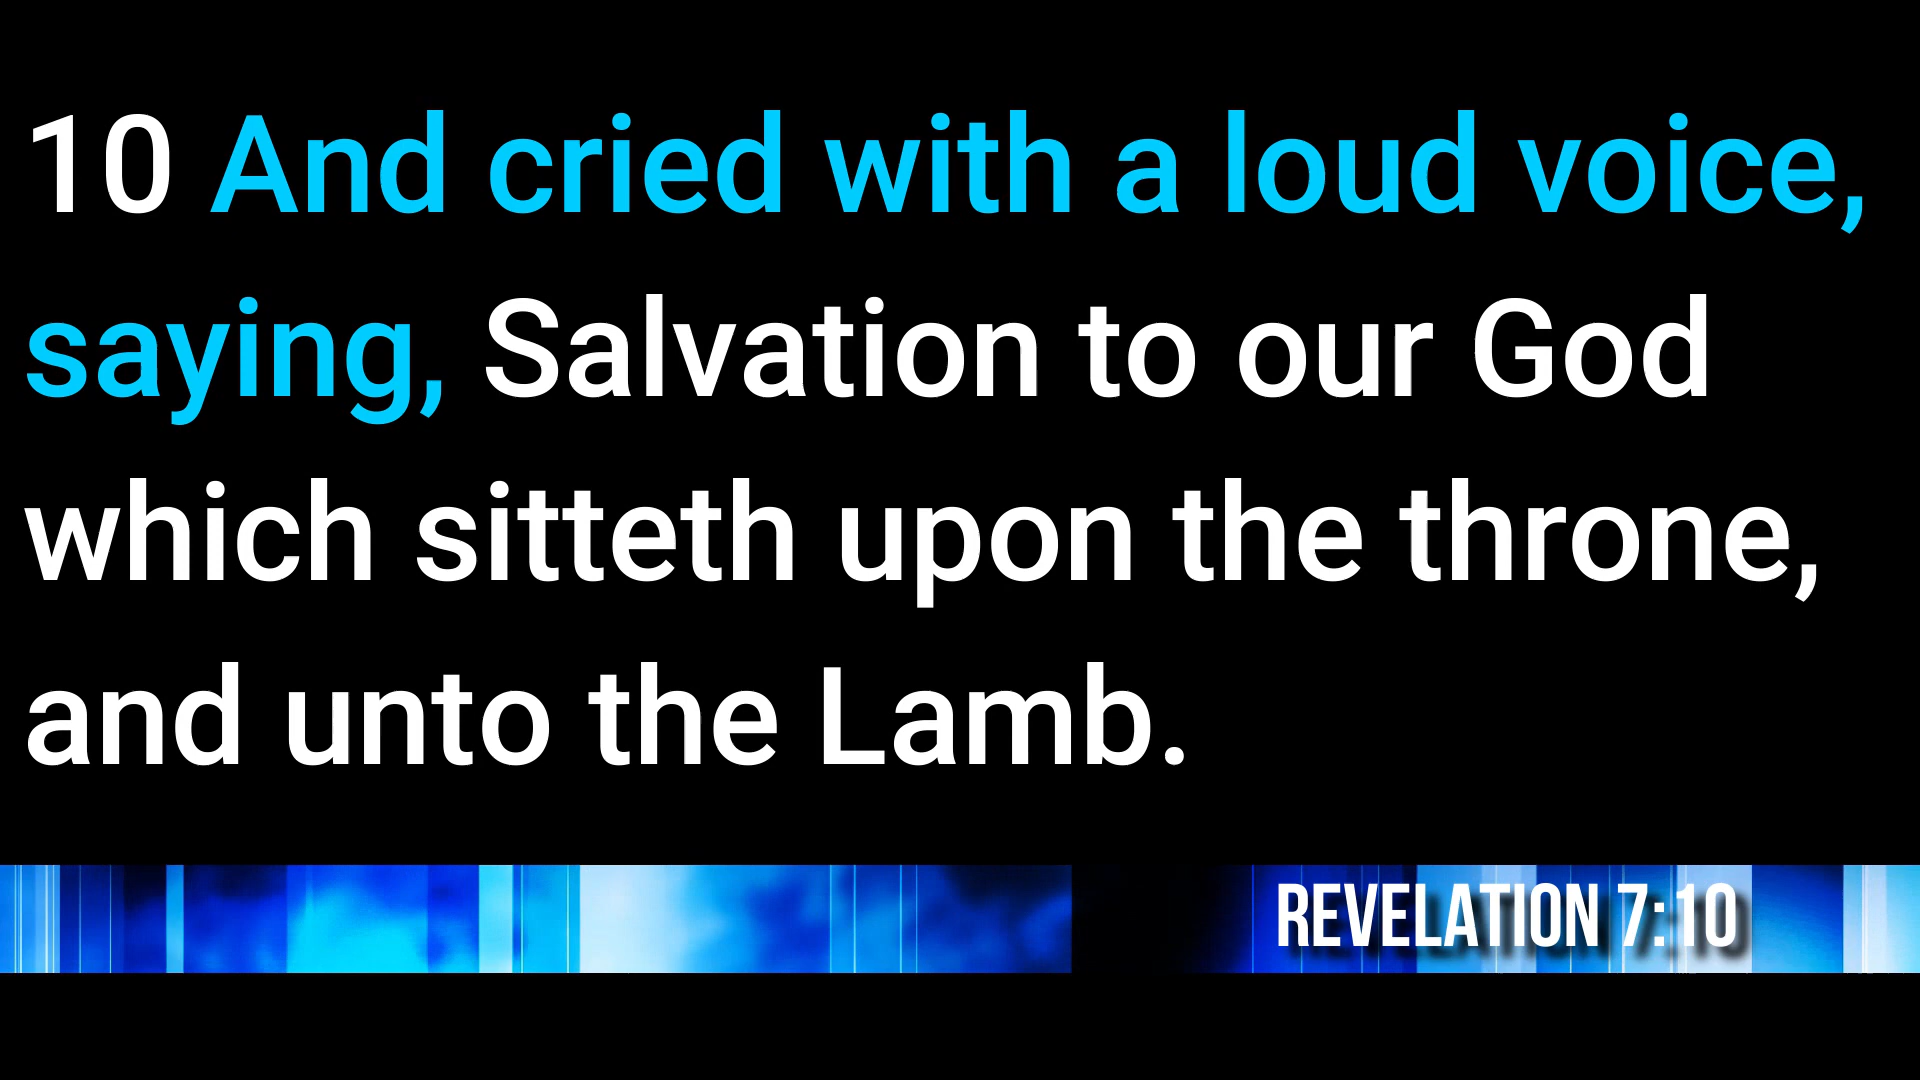 10 And cried with a loud voice,
saying, Salvation to our God
which sitteth upon the throne,
and unto the Lamb.
REVELATION 7:10